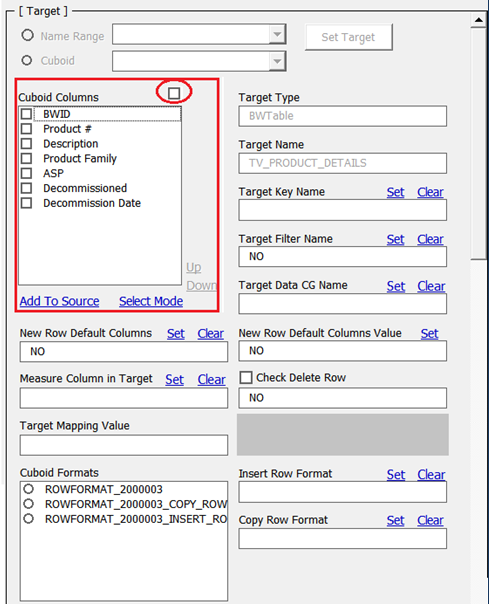 [ Target ]
Name Range
Set Target
Cuboid
Cuboid Columns
BWID
Product #
Description
Product Family
ASP
Decommissioned
Decommission Date
Up
Down
Add To Source Select Mode
Target Type
BWTable
Target Name
TV_PRODUCT_DETAILS
Target Key Name Set Clear
Target Filter Name Set Clear
NO
Target Data CG Name Set Clear
New Row Default Columns Set Clear
NO
New Row Default Columns Value Set
NO
Measure Column in Target Set Clear
Check Delete Row
NO
Target Mapping Value
Cuboid Formats
ROWFORMAT_2000003
ROWFORMAT_2000003_COPY_ROW
ROWFORMAT_2000003_INSERT_RO
Insert Row Format Set Clear
Copy Row Format Set Clear